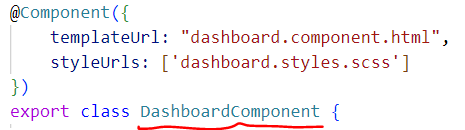 @Component({
    templateUrl: "dashboard.component.html",
    styleUrls: ['dashboard.styles.scss']
})
export class DashboardComponent {